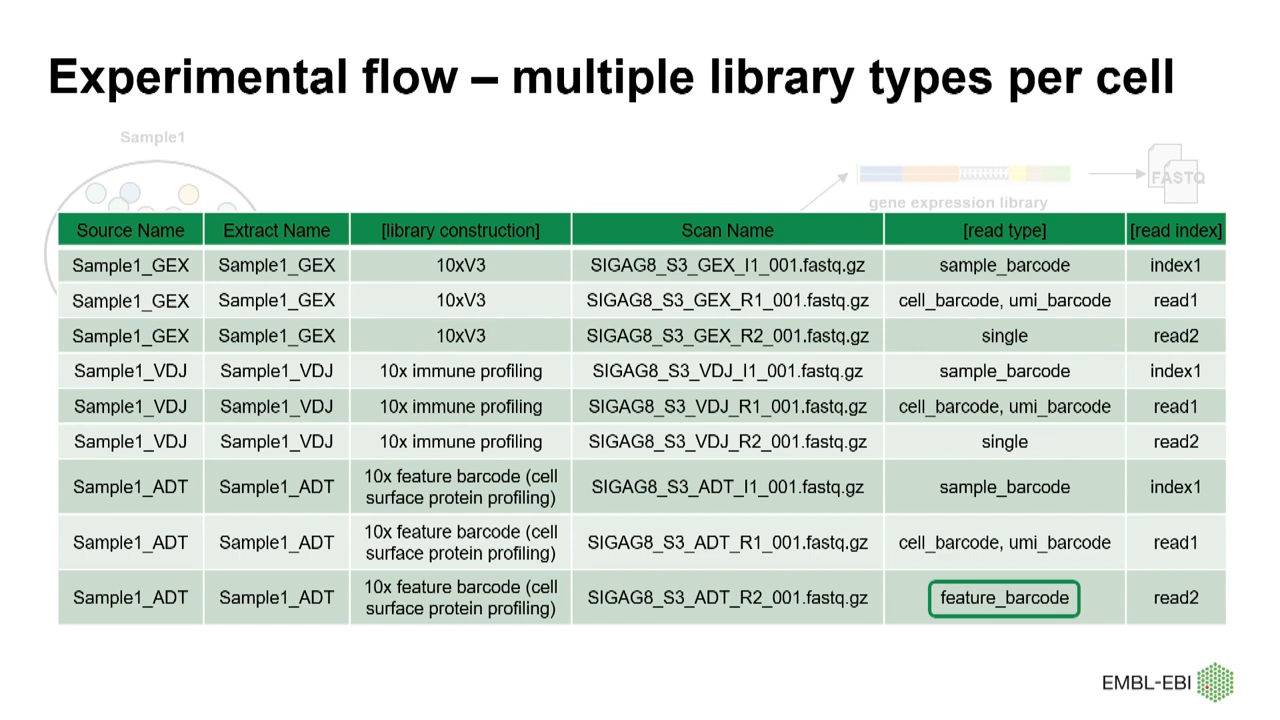 Experimental flow – multiple library types per cell
Sample1
FASTQ
gene expression library
Source Name Extract Name [library construction] Scan Name [read type] [read index]
Sample1_GEX Sample1_GEX 10xV3 SIGAG8_S3_GEX_I1_001.fastq.gz sample_barcode index1
Sample1_GEX Sample1_GEX 10xV3 SIGAG8_S3_GEX_R1_001.fastq.gz cell_barcode, umi_barcode read1
Sample1_GEX Sample1_GEX 10xV3 SIGAG8_S3_GEX_R2_001.fastq.gz single read2
Sample1_VDJ Sample1_VDJ 10x immune profiling SIGAG8_S3_VDJ_I1_001.fastq.gz sample_barcode index1
Sample1_VDJ Sample1_VDJ 10x immune profiling SIGAG8_S3_VDJ_R1_001.fastq.gz cell_barcode, umi_barcode read1
Sample1_VDJ Sample1_VDJ 10x immune profiling SIGAG8_S3_VDJ_R2_001.fastq.gz single read2
Sample1_ADT Sample1_ADT 10x feature barcode (cell
surface protein profiling) SIGAG8_S3_ADT_I1_001.fastq.gz sample_barcode index1
Sample1_ADT Sample1_ADT 10x feature barcode (cell
surface protein profiling) SIGAG8_S3_ADT_R1_001.fastq.gz cell_barcode, umi_barcode read1
Sample1_ADT Sample1_ADT 10x feature barcode (cell
surface protein profiling) SIGAG8_S3_ADT_R2_001.fastq.gz feature_barcode read2
EMBL-EBI